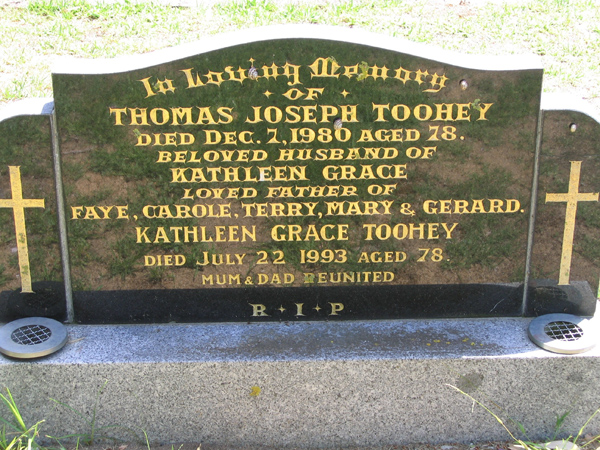 In Loving Memory
OF
THOMAS JOSEPH TOOHEY
DIED DEC. 7, 1980 AGED 78.
BELOVED HUSBAND OF
KATHLEEN GRACE
LOVED FATHER OF
FAYE, CAROLE, TERRY, MARY & GERARD.
KATHLEEN GRACE TOOHEY
DIED JULY 22 1993 AGED 78.
MUM & DAD REUNITED
R · I · P